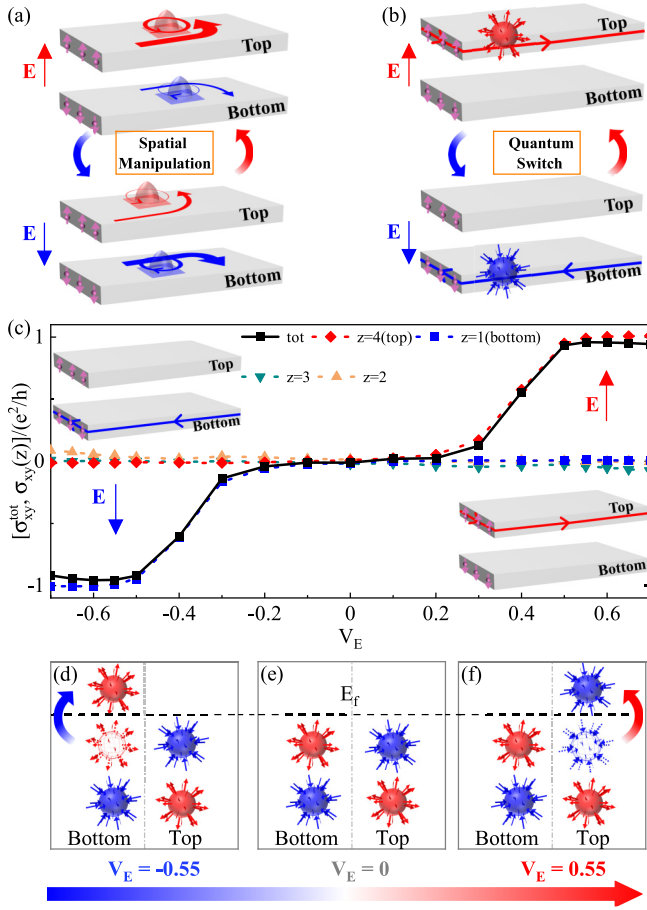 (a)
Top
E
Bottom
Spatial
Manipulation
Top
E
Bottom
(b)
Top
E
Bottom
Quantum
Switch
Top
E
Bottom
(c)
[σ_xy^tot, σ_xy(z)]/(e²/h)
1
0
-1
tot z=4(top) z=1(bottom)
z=3 z=2
Top
Bottom
E
E
Top
Bottom
-0.6 -0.4 -0.2 0 0.2 0.4 0.6
V_E
(d) (e) (f)
E_f
Bottom Top Bottom Top Bottom Top
V_E = -0.55 V_E = 0 V_E = 0.55